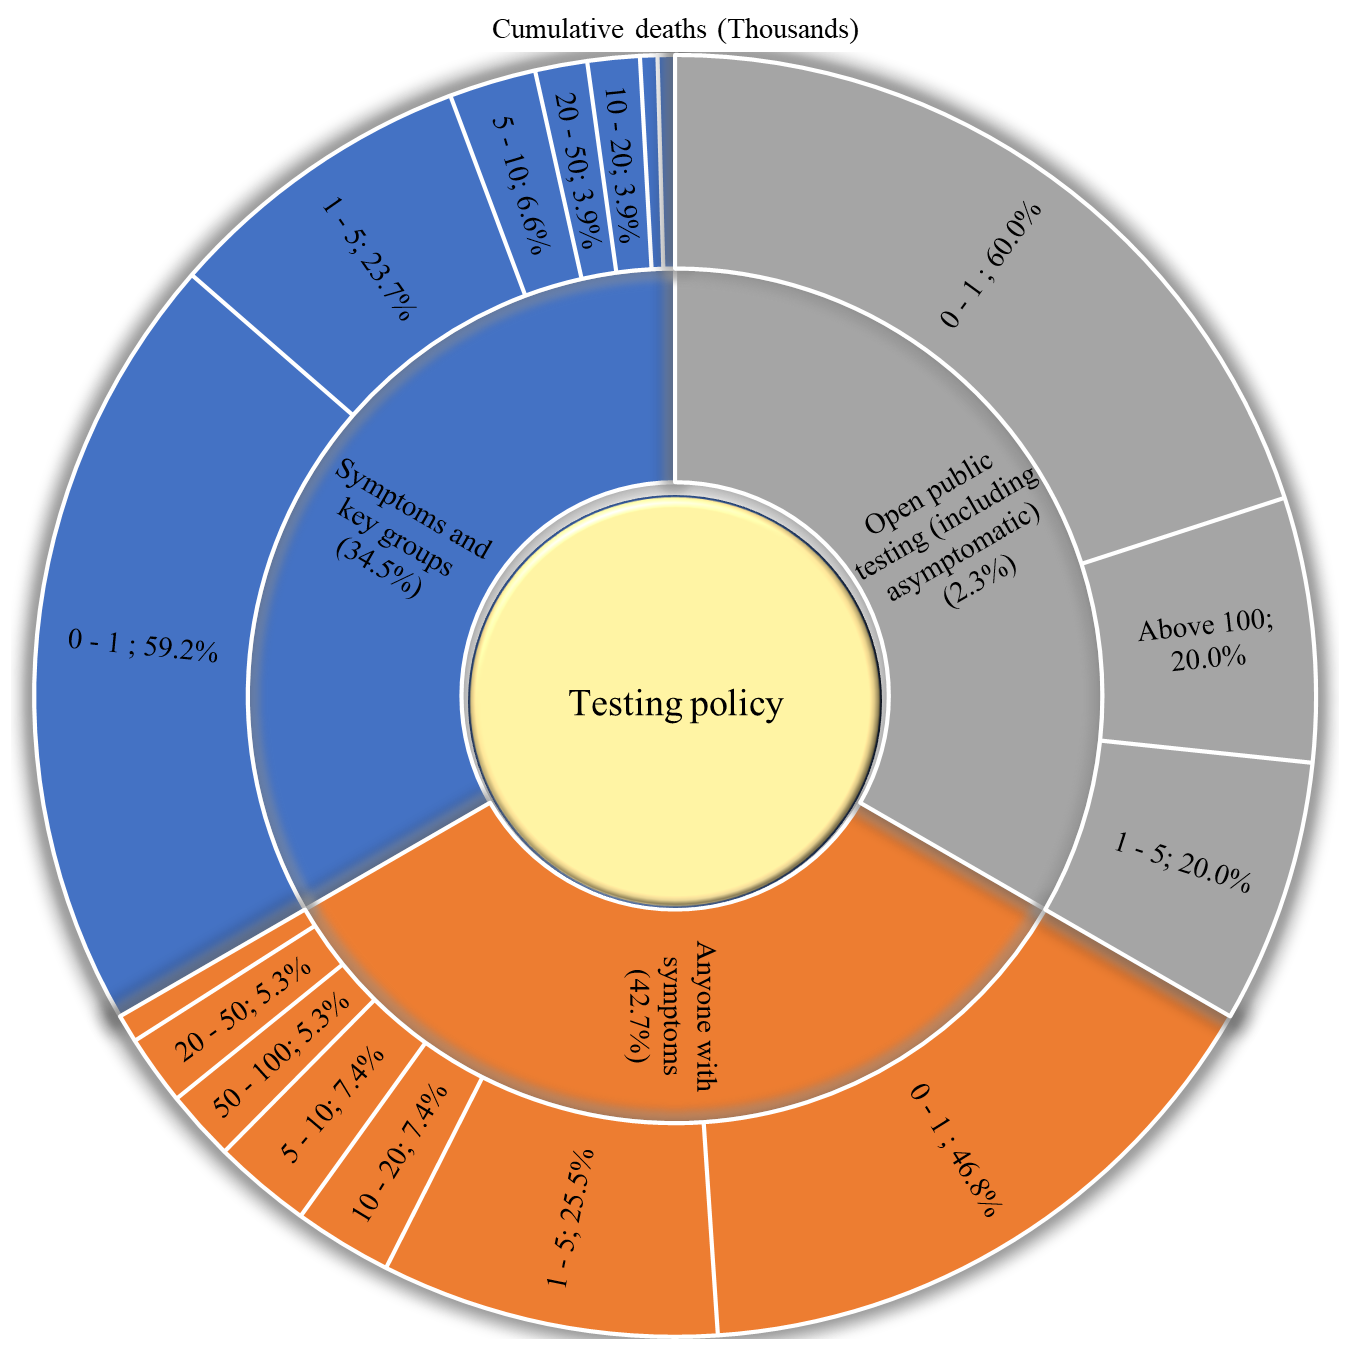 Cumulative deaths (Thousands)
0 - 1 ; 60.0%
Above 100;
20.0%
1 - 5; 20.0%
Open public
testing (including
asymptomatic)
(2.3%)
0 - 1 ; 46.8%
1 - 5; 25.5%
10 - 20; 7.4%
5 - 10; 7.4%
50 - 100; 5.3%
20 - 50; 5.3%
Anyone with
symptoms
(42.7%)
0 - 1 ; 59.2%
1 - 5; 23.7%
5 - 10; 6.6%
20 - 50; 3.9%
10 - 20; 3.9%
Symptoms and
key groups
(34.5%)
Testing policy